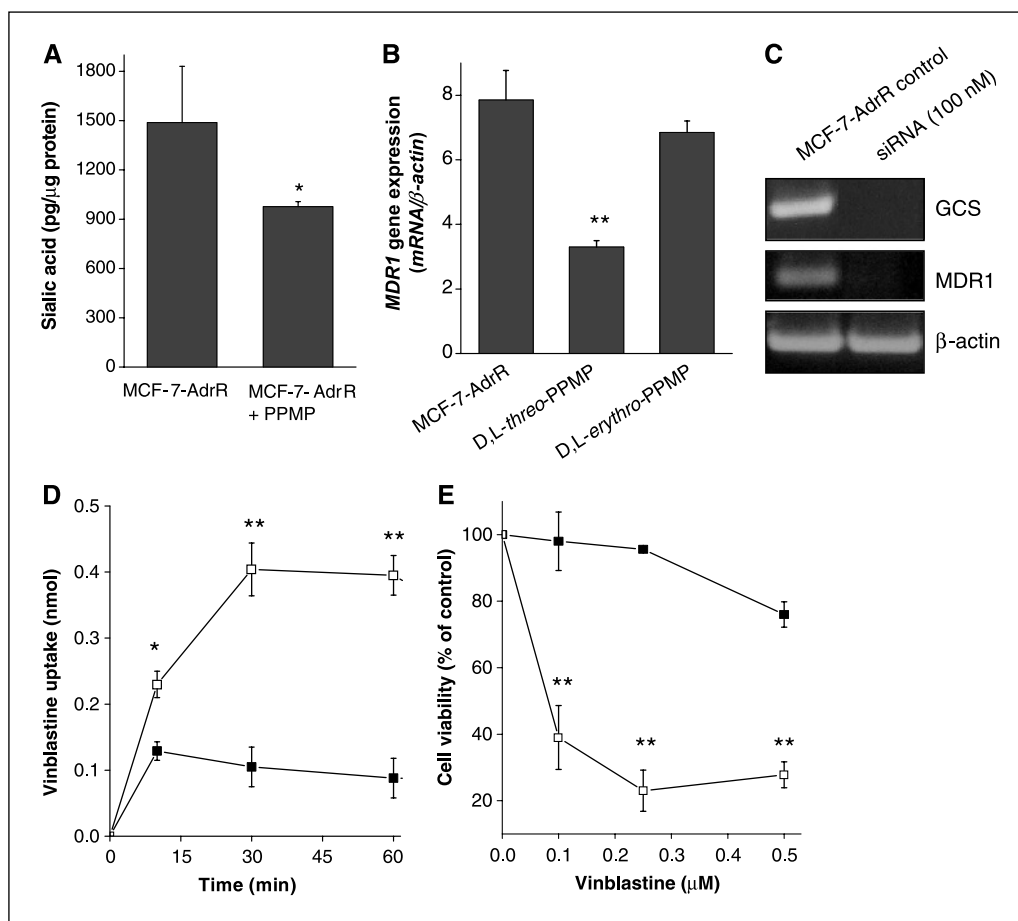 A
Sialic acid (pg/μg protein)
1800
1500
1200
900
600
300
0
*
MCF-7-AdrR
MCF-7- AdrR
+ PPMP
B
MDR1 gene expression
(mRNA/β-actin)
8
6
4
2
0
**
MCF-7-AdrR
D,L-threo-PPMP
D,L-erythro-PPMP
C
MCF-7-AdrR control
siRNA (100 nM)
GCS
MDR1
β-actin
D
Vinblastine uptake (nmol)
0.5
0.4
0.3
0.2
0.1
0.0
*
**
**
0 15 30 45 60
Time (min)
E
Cell viability (% of control)
100
80
60
40
20
**
**
**
0.0 0.1 0.2 0.3 0.4 0.5
Vinblastine (μM)